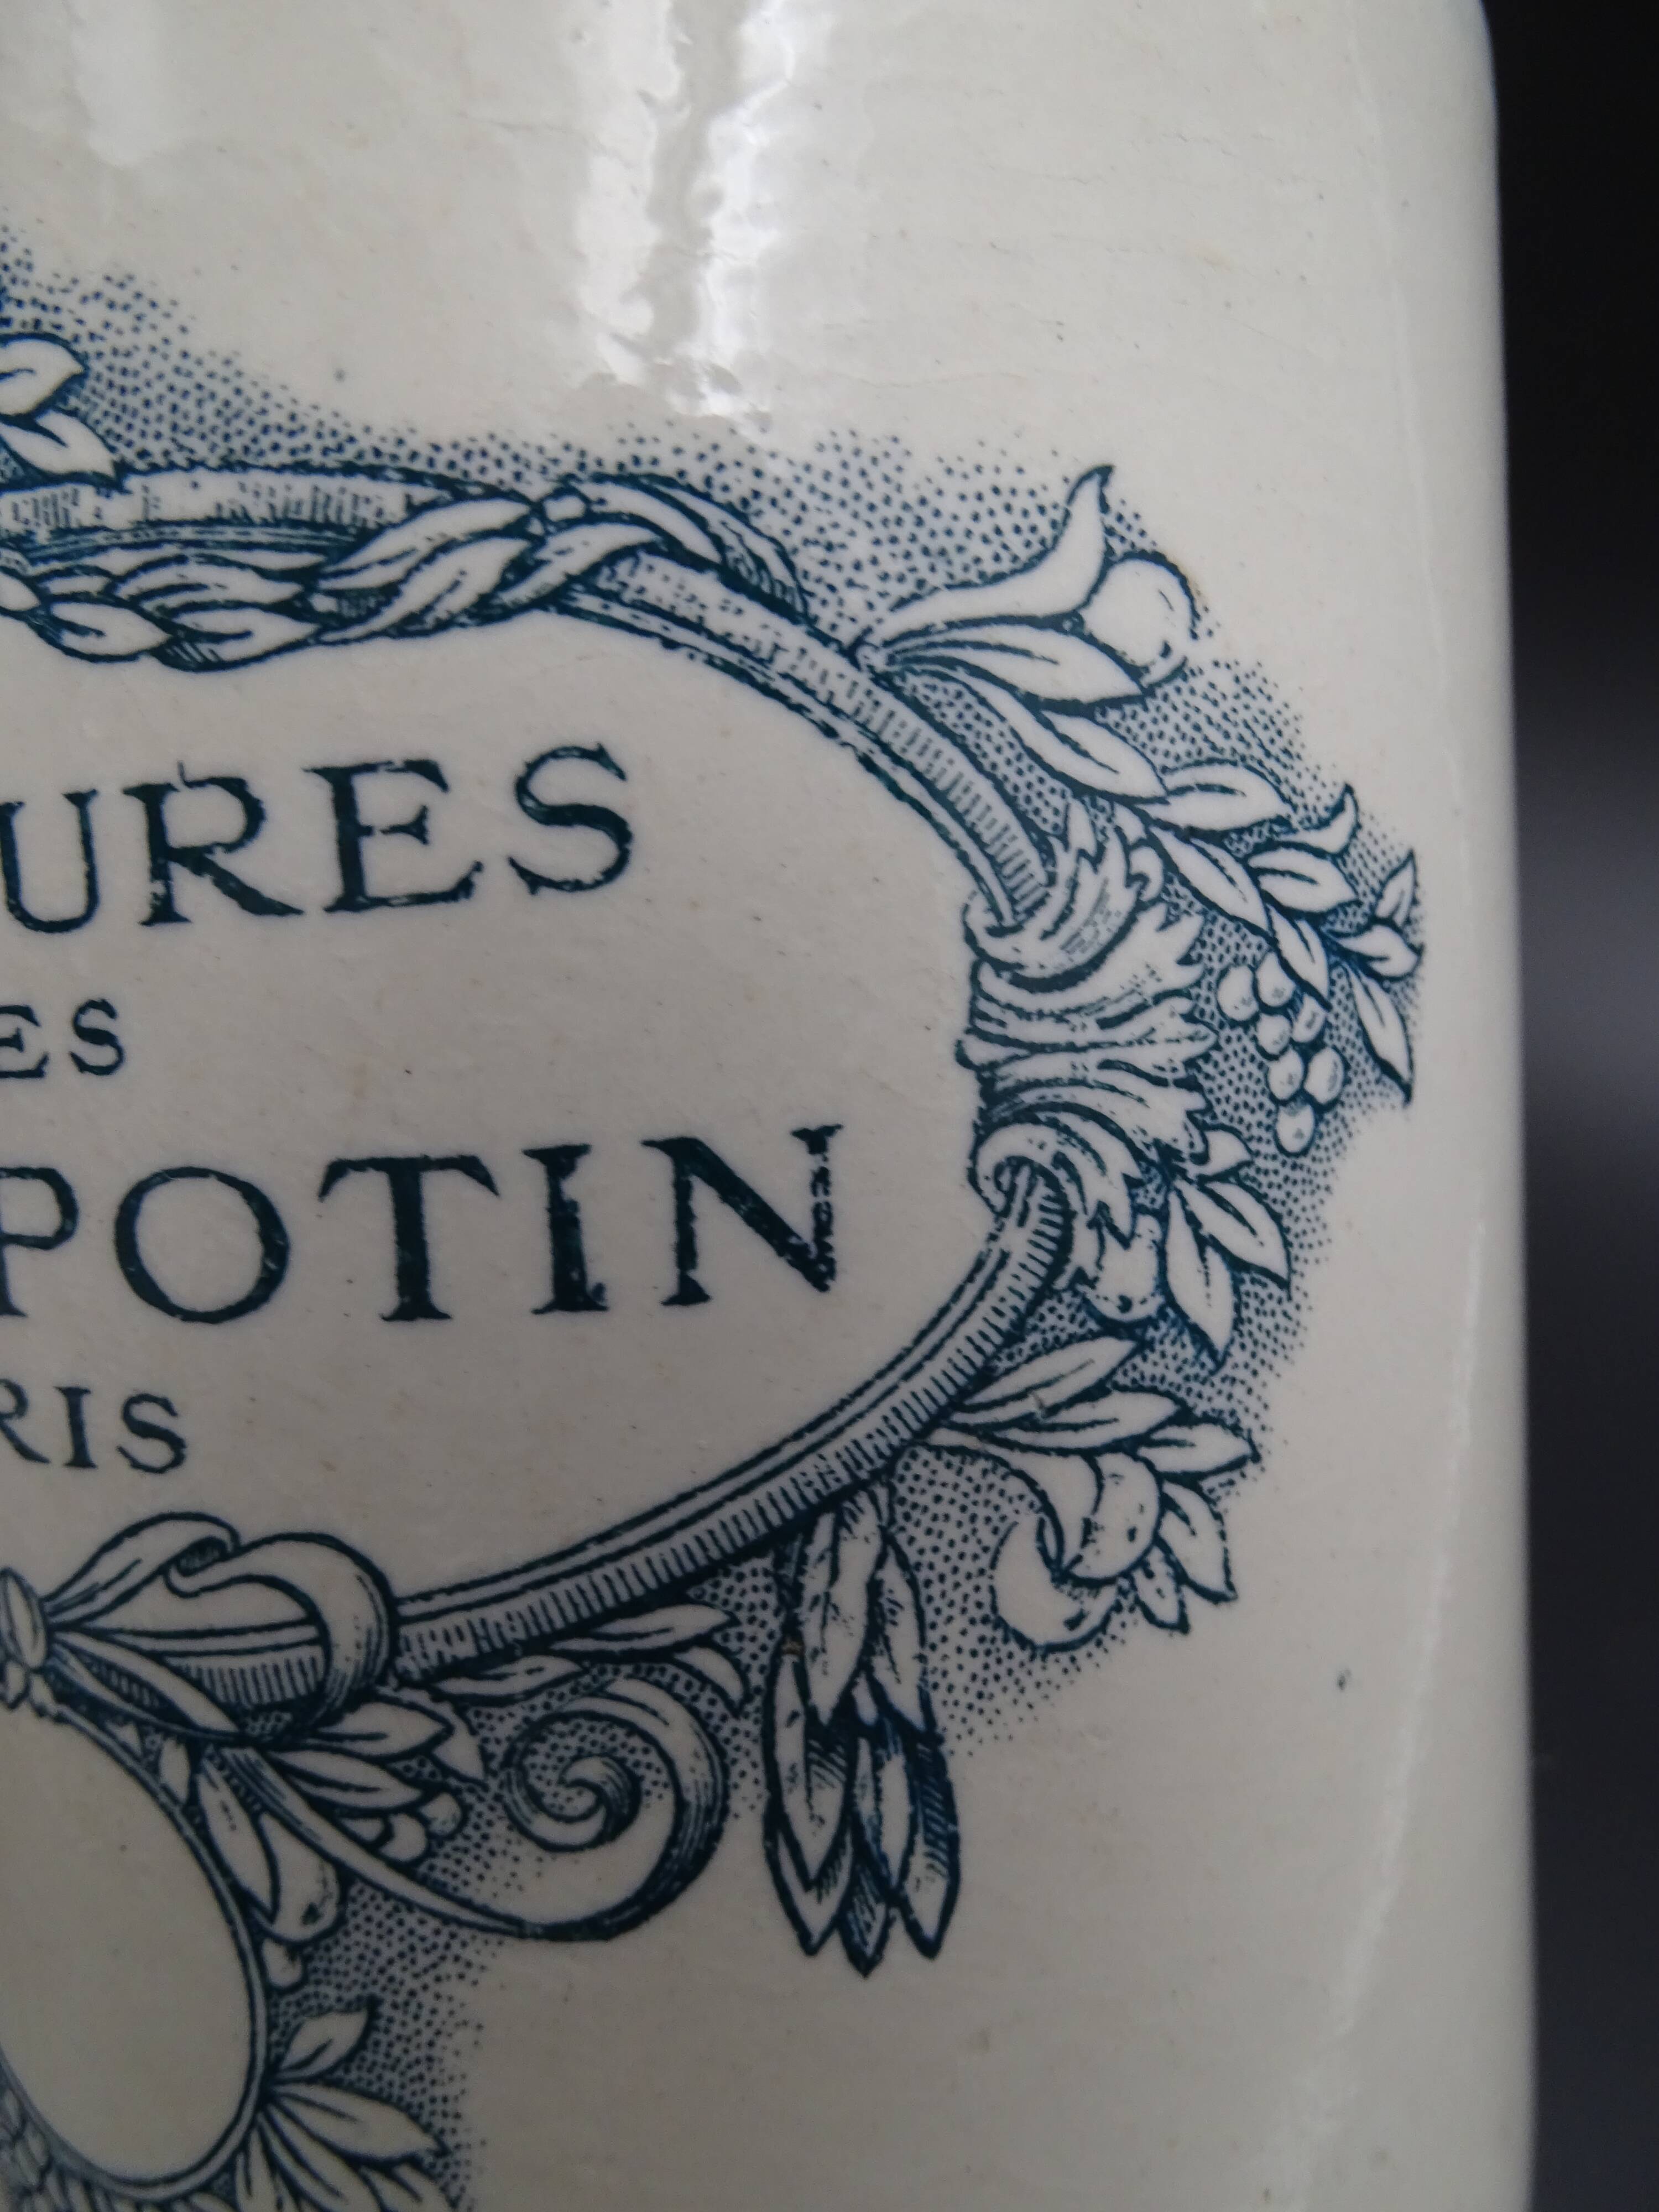 URES
ES
POTIN
RIS